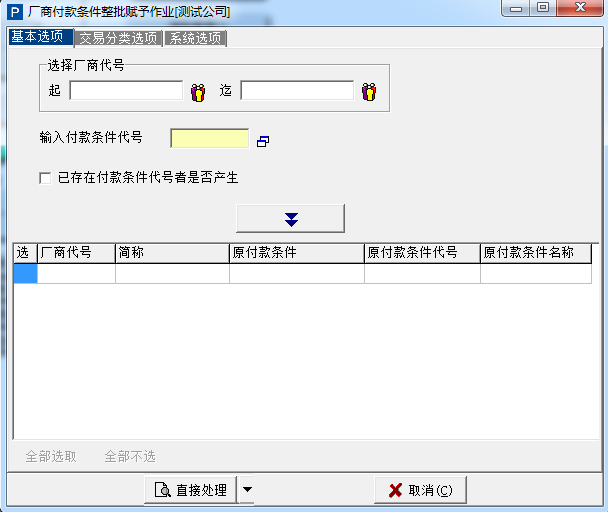 P 厂商付款条件整批赋予作业[测试公司]
基本选项 交易分类选项 系统选项
选择厂商代号
起 迄
输入付款条件代号
已存在付款条件代号者是否产生
选 厂商代号 简称 原付款条件 原付款条件代号 原付款条件名称
全部选取 全部不选
直接处理 取消(C)